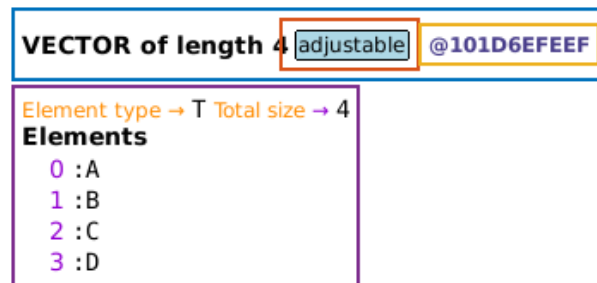 VECTOR of length 4 adjustable @101D6EFEEF
Element type → T Total size → 4
Elements
0 :A
1 :B
2 :C
3 :D